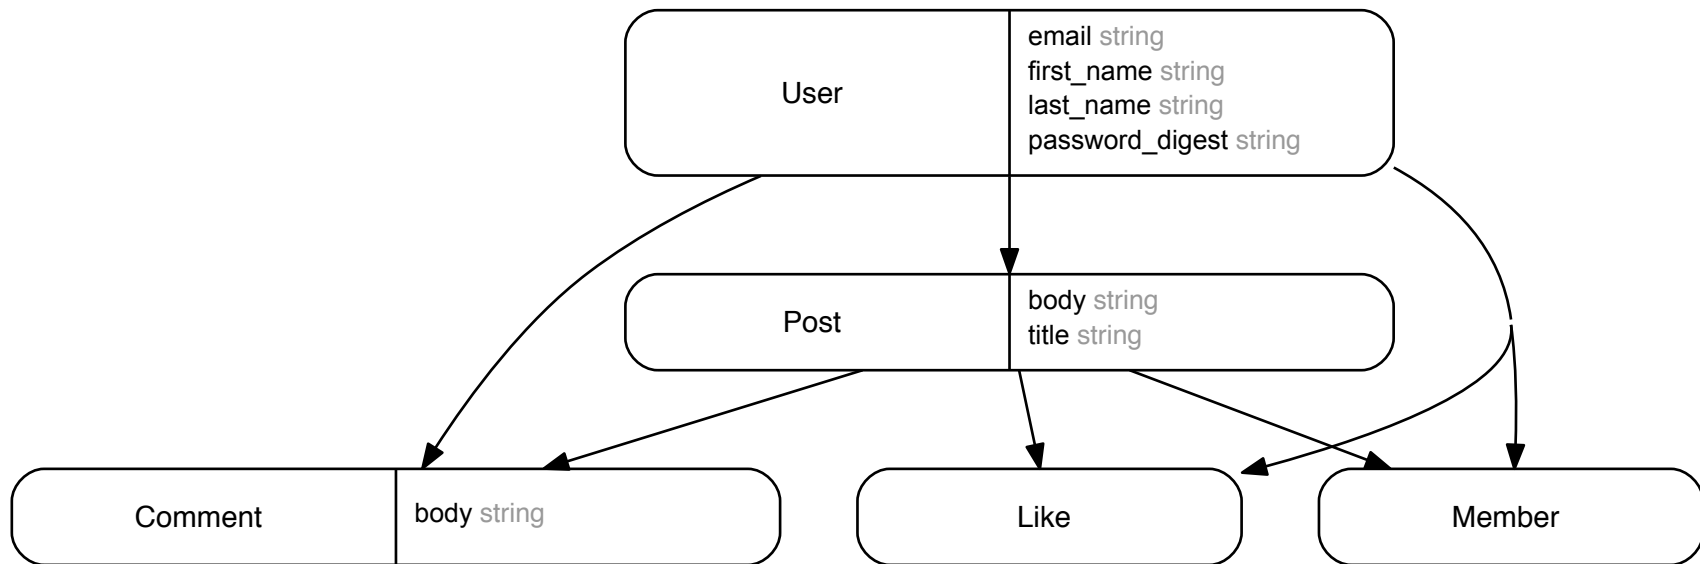 User
email string
first_name string
last_name string
password_digest string
Post
body string
title string
Comment
body string
Like
Member